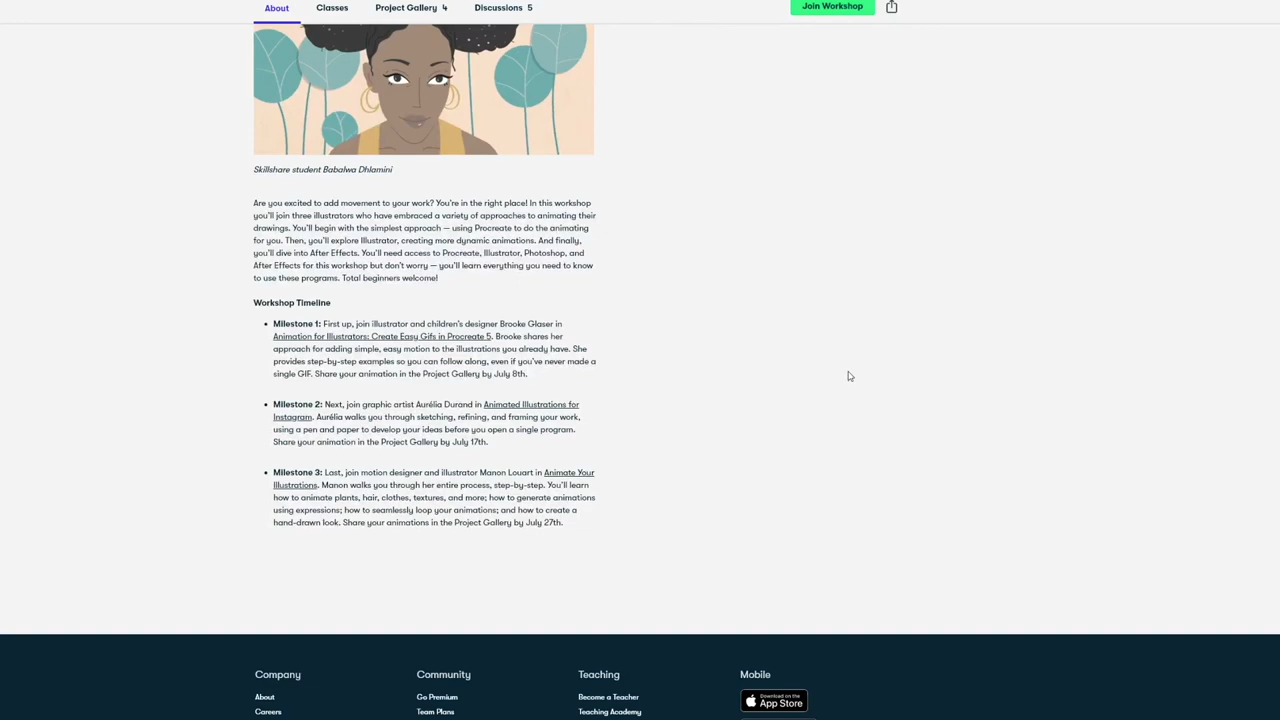 About Classes Project Gallery 4 Discussions 5 Join Workshop
Skillshare student Babalwa Dhlamini
Are you excited to add movement to your work? You're in the right place! In this workshop
you'll join three illustrators who have embraced a variety of approaches to animating their
drawings. You'll begin with the simplest approach — using Procreate to do the animating
for you. Then, you'll explore Illustrator, creating more dynamic animations. And finally,
you'll dive into After Effects. You'll need access to Procreate, Illustrator, Photoshop, and
After Effects for this workshop but don't worry — you'll learn everything you need to know
to use these programs. Total beginners welcome!
Workshop Timeline
• Milestone 1: First up, join illustrator and children's designer Brooke Glaser in
Animation for Illustrators: Create Easy Gifs in Procreate 5. Brooke shares her
approach for adding simple, easy motion to the illustrations you already have. She
provides step-by-step examples so you can follow along, even if you've never made a
single GIF. Share your animation in the Project Gallery by July 8th.
• Milestone 2: Next, join graphic artist Aurélia Durand in Animated Illustrations for
Instagram. Aurélia walks you through sketching, refining, and framing your work,
using a pen and paper to develop your ideas before you open a single program.
Share your animation in the Project Gallery by July 17th.
• Milestone 3: Last, join motion designer and illustrator Manon Louart in Animate Your
Illustrations. Manon walks you through her entire process, step-by-step. You'll learn
how to animate plants, hair, clothes, textures, and more; how to generate animations
using expressions; how to seamlessly loop your animations; and how to create a
hand-drawn look. Share your animations in the Project Gallery by July 27th.
Company Community Teaching Mobile
About Go Premium Become a Teacher Download on the
App Store
Careers Team Plans Teaching Academy